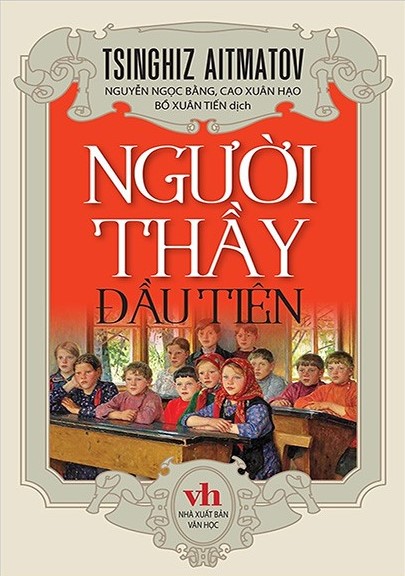 TSINGHIZ AITMATOV
NGUYỄN NGỌC BẰNG, CAO XUÂN HẠO
BỒ XUÂN TIẾN dịch
NGƯỜI
THẦY
ĐẦU TIÊN
vh
NHÀ XUẤT BẢN
VĂN HỌC